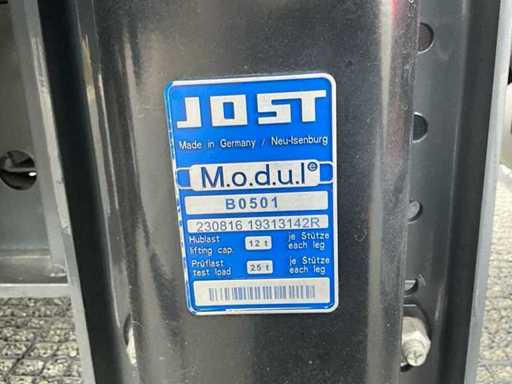 JOST
Made in Germany / Neu-Isenburg
M.o.d.u.l®
B0501
230816 19313142R
Hublast 12 t je Stütze
lifting cap. each leg
Prüflast 25 t je Stütze
test load each leg